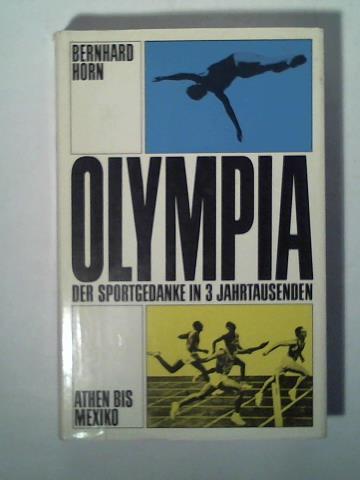 BERNHARD
HORN
OLYMPIA
DER SPORTGEDANKE IN 3 JAHRTAUSENDEN
ATHEN BIS
MEXIKO